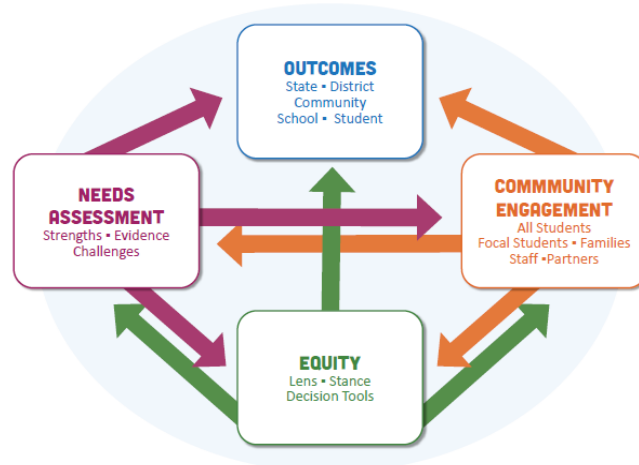 OUTCOMES
State ▪ District
Community
School ▪ Student
NEEDS
ASSESSMENT
Strengths ▪ Evidence
Challenges
COMMMUNITY
ENGAGEMENT
All Students
Focal Students ▪ Families
Staff ▪Partners
EQUITY
Lens ▪ Stance
Decision Tools